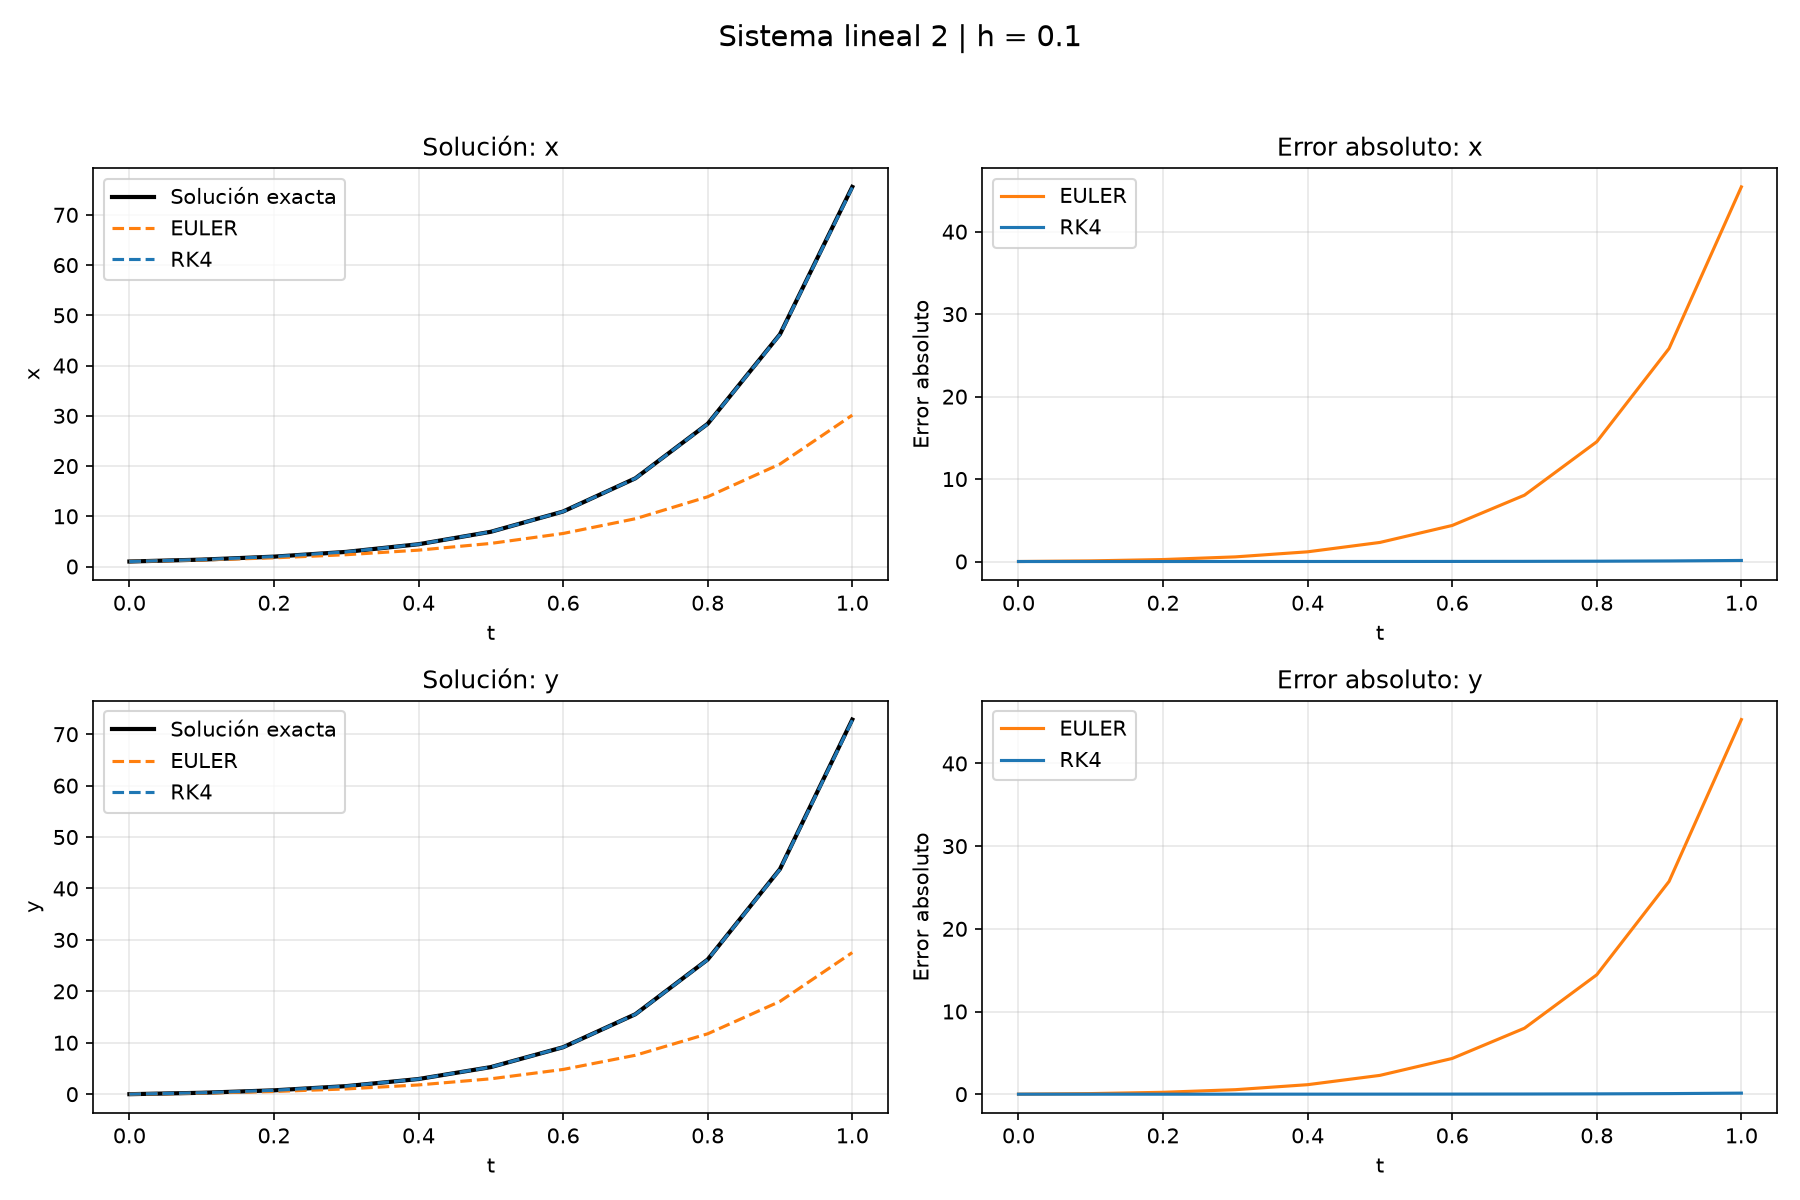 Sistema lineal 2 | h = 0.1
Solución: x
Solución exacta
EULER
RK4
70
60
50
40
30
20
10
0
x
0.0 0.2 0.4 0.6 0.8 1.0
t
Error absoluto: x
EULER
RK4
40
30
20
10
0
Error absoluto
0.0 0.2 0.4 0.6 0.8 1.0
t
Solución: y
Solución exacta
EULER
RK4
70
60
50
40
30
20
10
0
y
0.0 0.2 0.4 0.6 0.8 1.0
t
Error absoluto: y
EULER
RK4
40
30
20
10
0
Error absoluto
0.0 0.2 0.4 0.6 0.8 1.0
t